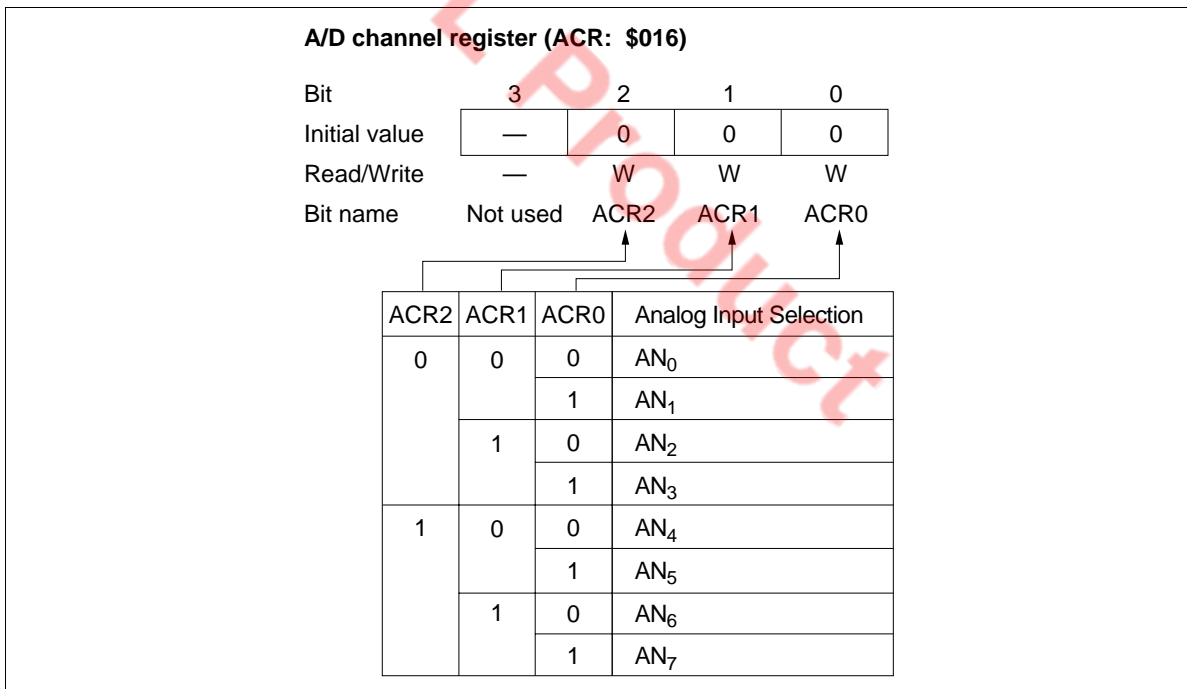 A/D channel register (ACR: $016)
Bit 3 2 1 0
Initial value — 0 0 0
Read/Write — W W W
Bit name Not used ACR2 ACR1 ACR0
ACR2 ACR1 ACR0 Analog Input Selection
0 0 0 AN0
1 AN1
1 0 AN2
1 AN3
1 0 0 AN4
1 AN5
1 0 AN6
1 AN7
L Product